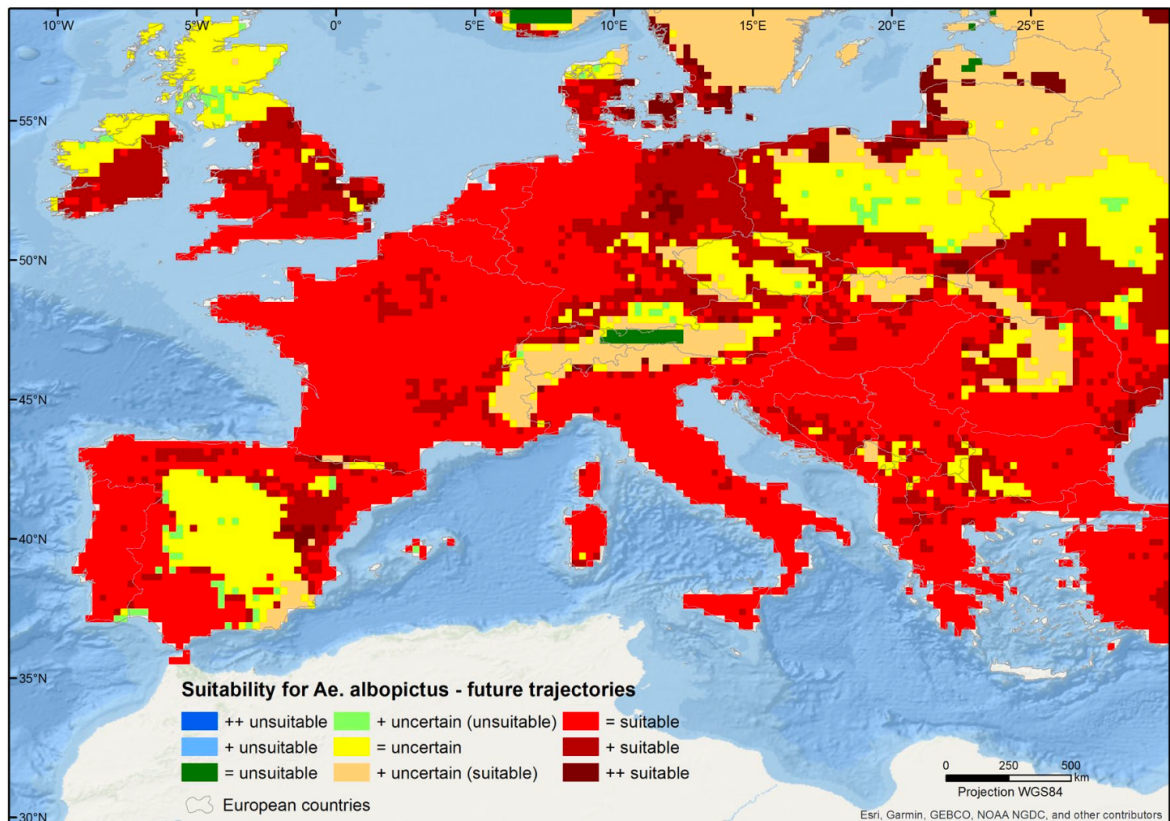 10°W 5°W 0° 5°E 10°E 15°E 20°E 25°E
55°N
50°N
45°N
40°N
35°N
30°N
Suitability for Ae. albopictus - future trajectories
++ unsuitable + uncertain (unsuitable) = suitable
+ unsuitable = uncertain + suitable
= unsuitable + uncertain (suitable) ++ suitable
European countries
0 250 500
km
Projection WGS84
Esri, Garmin, GEBCO, NOAA NGDC, and other contributors